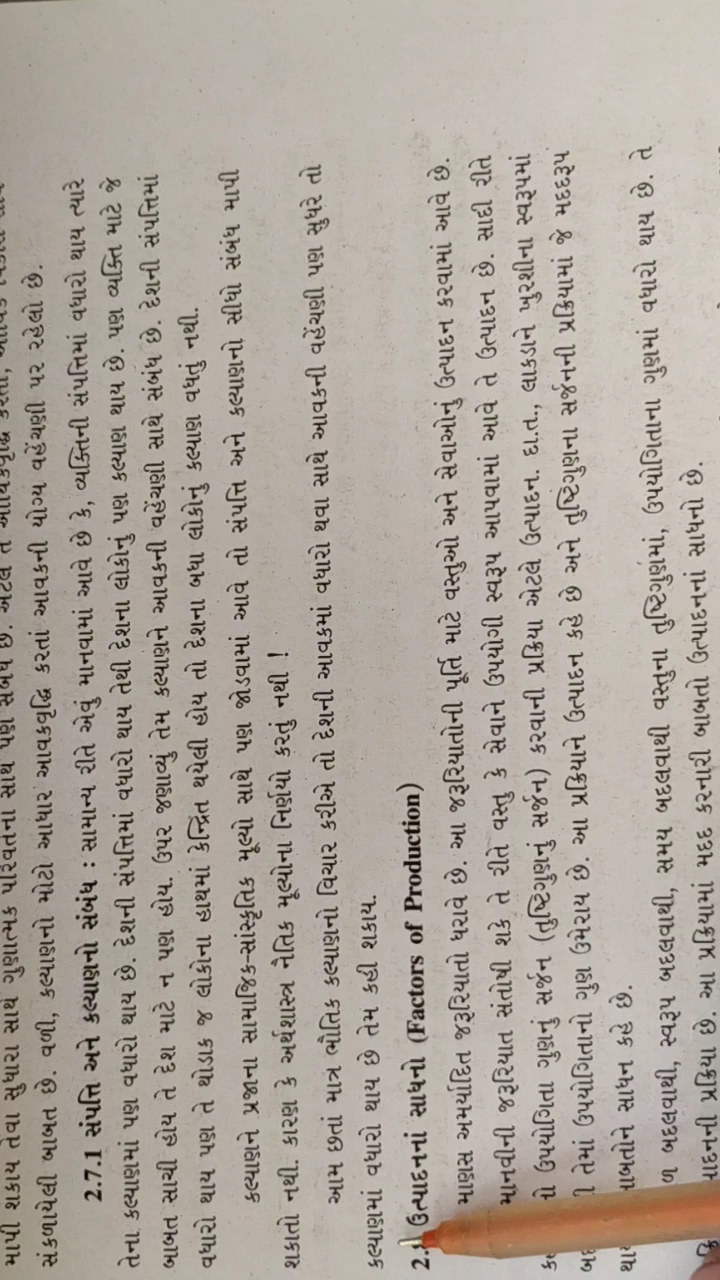 માપી શકાય તેવા સુધારા સાથે ગુણાત્મક પરિવર્તનો સાથે પણ સંબંધ છે. એટલે તે આવકવૃદ્ધિ કરતાં,
સંકળાયેલી બાબત છે. વળી, કલ્યાણનો મોટો આધાર આવકવૃદ્ધિ કરતાં આવકની યોગ્ય વહેંચણી પર રહેલો છે.
2.7.1 સંપત્તિ અને કલ્યાણનો સંબંધ : સામાન્ય રીતે એવું માનવામાં આવે છે કે, વ્યક્તિની સંપત્તિમાં વધારો થાય ત્યારે
તેના કલ્યાણમાં પણ વધારો થાય છે. દેશની સંપત્તિમાં વધારો થાય તેથી દેશના લોકોનું પણ કલ્યાણ થાય છે. પણ વ્યક્તિ માટે જે
બાબત સાચી હોય તે દેશ માટે ન પણ હોય. ઉપર જણાવ્યું તેમ કલ્યાણને આવકની વહેંચણી સાથે સંબંધ છે. દેશની સંપત્તિમાં
વધારો થાય પણ તે થોડાક જ લોકોના હાથમાં કેન્દ્રિત થયેલી હોય તો દેશના બધા લોકોનું કલ્યાણ વધતું નથી.
કલ્યાણને પ્રજાના સામાજિક-સાંસ્કૃતિક મૂલ્યો સાથે પણ જોડવામાં આવે તો સંપત્તિ અને કલ્યાણનો સીધો સંબંધ માપી
શકાતો નથી. કારણ કે અર્થશાસ્ત્ર નૈતિક મૂલ્યોના નિર્ણયો કરતું નથી !
આમ છતાં માત્ર ભૌતિક કલ્યાણનો વિચાર કરીએ તો દેશની આવકમાં વધારો થવા સાથે આવકની વહેંચણી પણ સુધરે તો
કલ્યાણમાં વધારો થાય છે તેમ કહી શકાય.
ઉત્પાદનનાં સાધનો (Factors of Production)
માણસ અમર્યાદિત જરૂરિયાતો ધરાવે છે. આ જરૂરિયાતોની પૂર્તિ માટે વસ્તુઓ અને સેવાઓનું ઉત્પાદન કરવામાં આવે છે.
માનવીની જરૂરિયાત સંતોષી શકે તે રીતે વસ્તુ કે સેવાને ઉપયોગી સ્વરૂપ આપવામાં આવે તે ઉત્પાદન છે. સાદી રીતે
ઉપયોગિતા ગુણનું સર્જન (તુષ્ટિગુણનું સર્જન) કરવાની પ્રક્રિયા એટલે ઉત્પાદન. દા.ત., લાકડાને ખુરશીના સ્વરૂપમાં
તેમાં ઉપયોગિતાનો ગુણ ઉમેરાય છે. આ પ્રક્રિયાને ઉત્પાદન કહે છે અને તુષ્ટિગુણના સર્જનની પ્રક્રિયામાં જે મદદરૂપ
બાબતોને સાધન કહે છે.
બદલવાથી, સ્વરૂપ બદલવાથી, સમય બદલવાથી વસ્તુના તુષ્ટિગુણમાં, ઉપયોગિતાના ગુણમાં વધારો થાય છે. તે
પ્રક્રિયા છે. આ પ્રક્રિયામાં મદદ કરનારી બાબતો ઉત્પાદનનાં સાધનો છે.